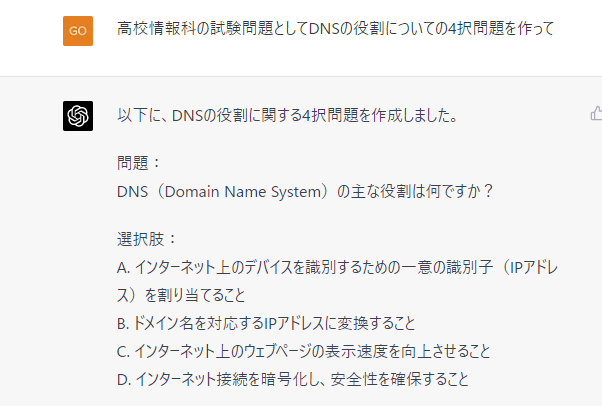 GO
高校情報科の試験問題としてDNSの役割についての4択問題を作って
以下に、DNSの役割に関する4択問題を作成しました。
問題：
DNS（Domain Name System）の主な役割は何ですか？
選択肢：
A. インターネット上のデバイスを識別するための一意の識別子（IPアドレ
ス）を割り当てること
B. ドメイン名を対応するIPアドレスに変換すること
C. インターネット上のウェブページの表示速度を向上させること
D. インターネット接続を暗号化し、安全性を確保すること